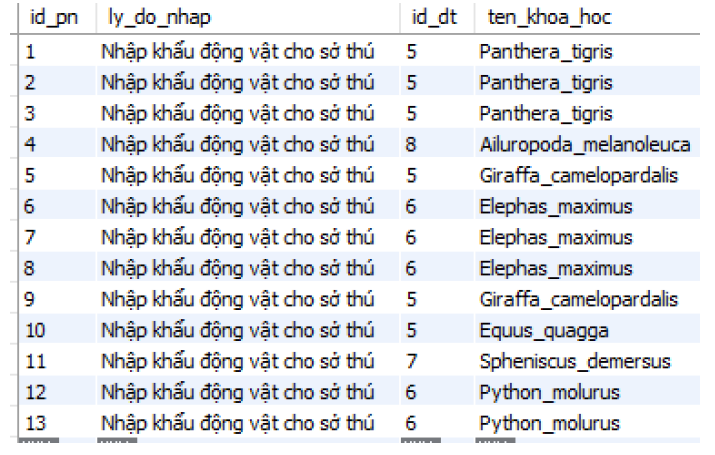 id_pn ly_do_nhap id_dt ten_khoa_hoc
1 Nhập khẩu động vật cho sở thú 5 Panthera_tigris
2 Nhập khẩu động vật cho sở thú 5 Panthera_tigris
3 Nhập khẩu động vật cho sở thú 5 Panthera_tigris
4 Nhập khẩu động vật cho sở thú 8 Ailuropoda_melanoleuca
5 Nhập khẩu động vật cho sở thú 5 Giraffa_camelopardalis
6 Nhập khẩu động vật cho sở thú 6 Elephas_maximus
7 Nhập khẩu động vật cho sở thú 6 Elephas_maximus
8 Nhập khẩu động vật cho sở thú 6 Elephas_maximus
9 Nhập khẩu động vật cho sở thú 5 Giraffa_camelopardalis
10 Nhập khẩu động vật cho sở thú 5 Equus_quagga
11 Nhập khẩu động vật cho sở thú 7 Spheniscus_demersus
12 Nhập khẩu động vật cho sở thú 6 Python_molurus
13 Nhập khẩu động vật cho sở thú 6 Python_molurus